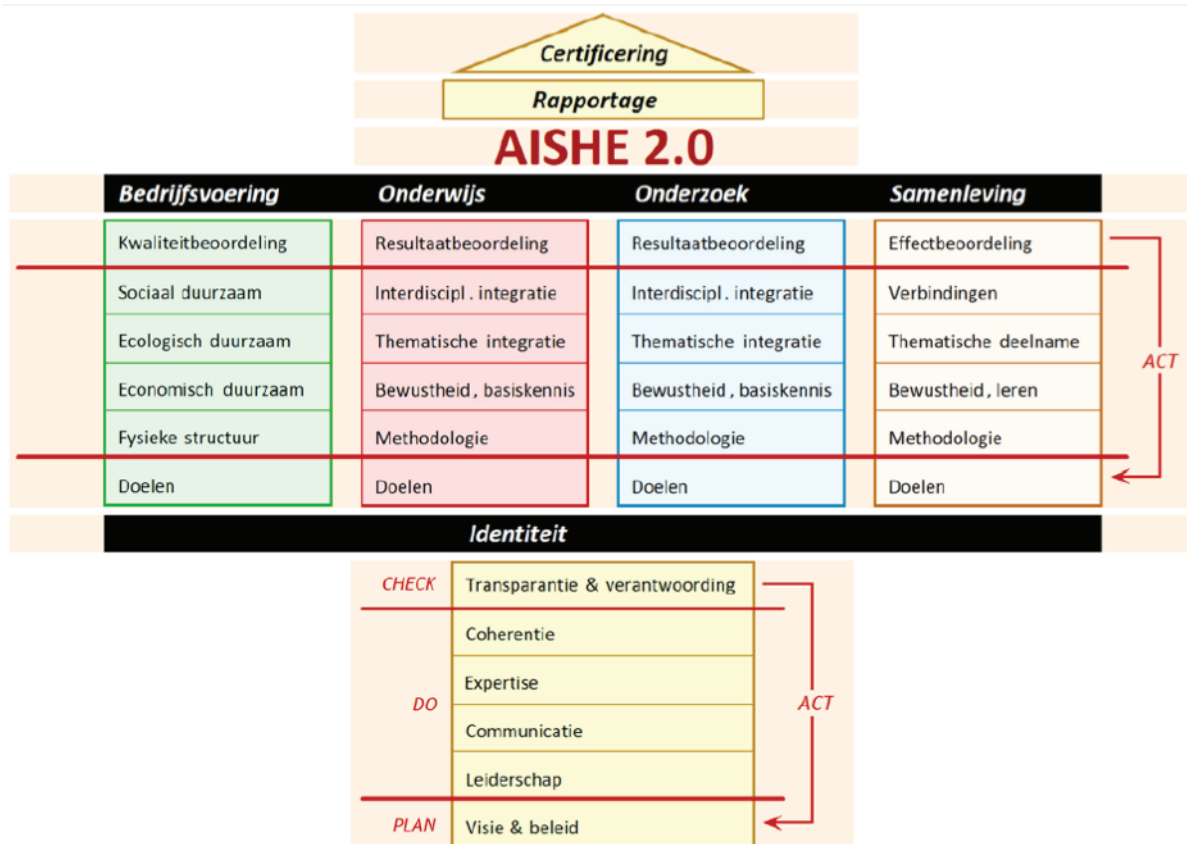 Certificering
Rapportage
AISHE 2.0
Bedrijfsvoering Onderwijs Onderzoek Samenleving
Kwaliteitbeoordeling Resultaatbeoordeling Resultaatbeoordeling Effectbeoordeling
Sociaal duurzaam Interdiscipl. integratie Interdiscipl. integratie Verbindingen
Ecologisch duurzaam Thematische integratie Thematische integratie Thematische deelname
ACT
Economisch duurzaam Bewustheid, basiskennis Bewustheid, basiskennis Bewustheid, leren
Fysieke structuur Methodologie Methodologie Methodologie
Doelen Doelen Doelen Doelen
Identiteit
CHECK Transparantie & verantwoording
Coherentie
Expertise
DO ACT
Communicatie
Leiderschap
PLAN Visie & beleid